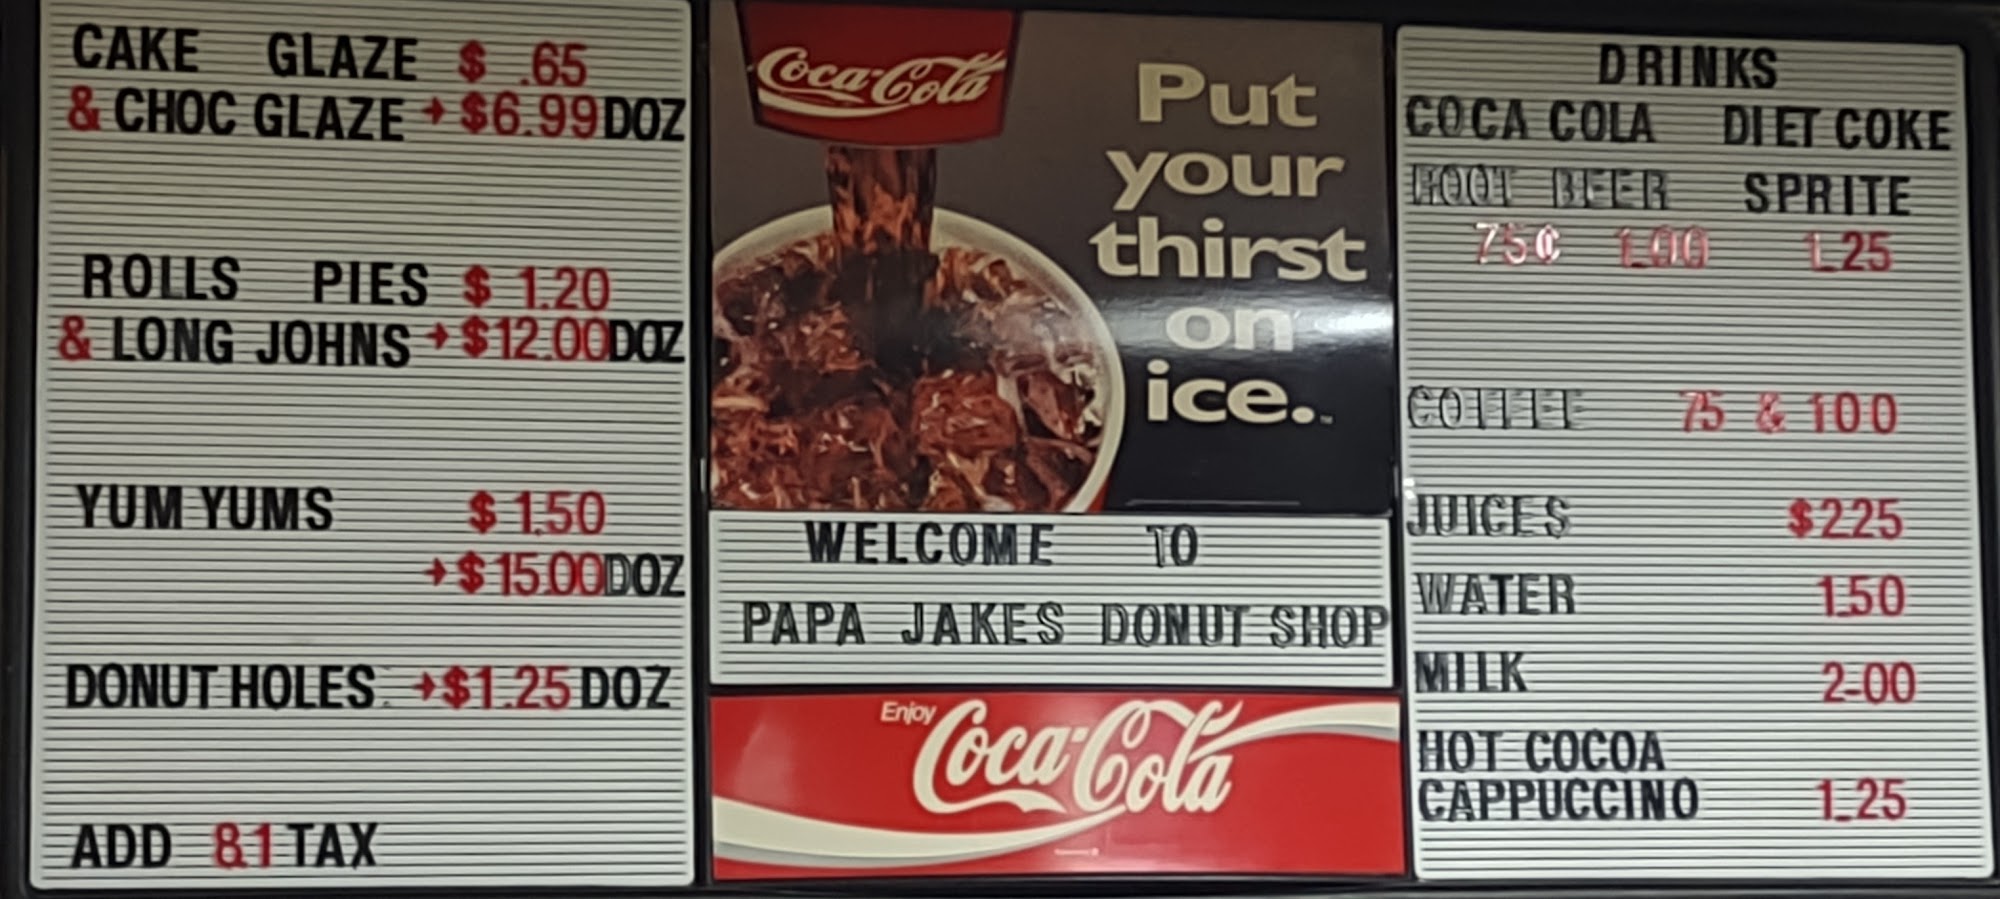 CAKE GLAZE $ .65
& CHOC GLAZE → $6.99 DOZ
ROLLS PIES $ 1.20
& LONG JOHNS → $12.00 DOZ
YUM YUMS $ 1.50
→ $15.00 DOZ
DONUT HOLES. → $1.25 DOZ
ADD 8.1 TAX
Coca-Cola
Put
your
thirst
on
ice.™
WELCOME TO
PAPA JAKES DONUT SHOP
Enjoy
Coca-Cola
DRINKS
COCA COLA DIET COKE
ROOT BEER SPRITE
75¢ 1.00 1.25
COFFEE 75 & 100
JUICES $2.25
WATER 1.50
MILK 2-00
HOT COCOA
CAPPUCCINO 1.25